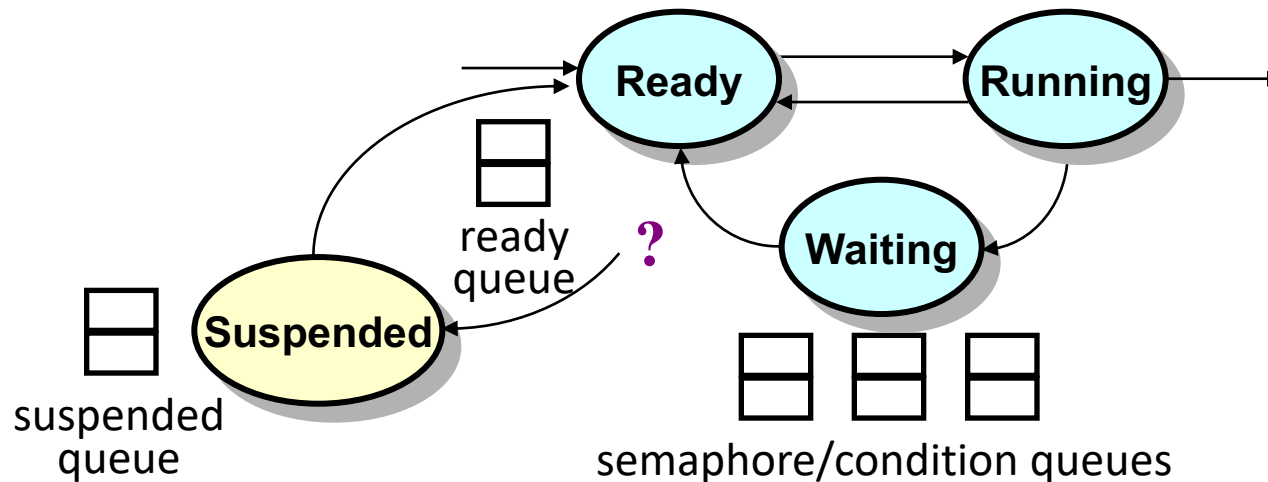 Ready
Running
ready
queue
?
Waiting
Suspended
suspended
queue
semaphore/condition queues